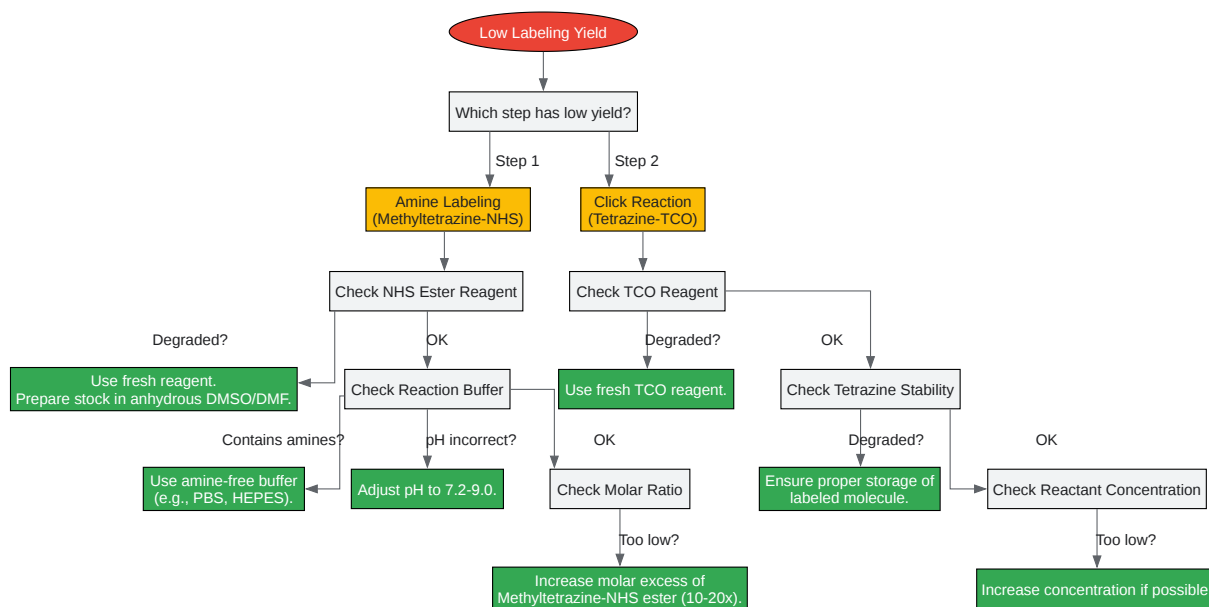 Low Labeling Yield
Which step has low yield?
Step 1
Step 2
Amine Labeling
(Methyltetrazine-NHS)
Click Reaction
(Tetrazine-TCO)
Check NHS Ester Reagent
Check TCO Reagent
Degraded?
OK
Degraded?
OK
Use fresh reagent.
Prepare stock in anhydrous DMSO/DMF.
Check Reaction Buffer
Use fresh TCO reagent.
Check Tetrazine Stability
Contains amines?
pH incorrect?
OK
Degraded?
OK
Use amine-free buffer
(e.g., PBS, HEPES).
Adjust pH to 7.2-9.0.
Check Molar Ratio
Ensure proper storage of
labeled molecule.
Check Reactant Concentration
Too low?
Too low?
Increase molar excess of
Methyltetrazine-NHS ester (10-20x).
Increase concentration if possible